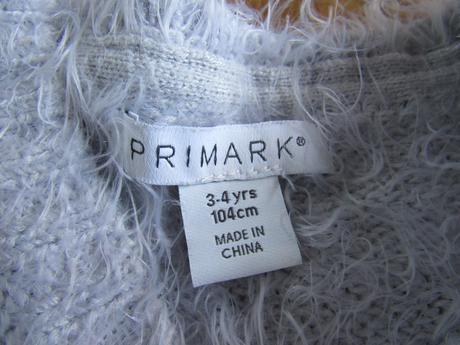 PRIMARK®
3-4 yrs
104cm
MADE IN
CHINA